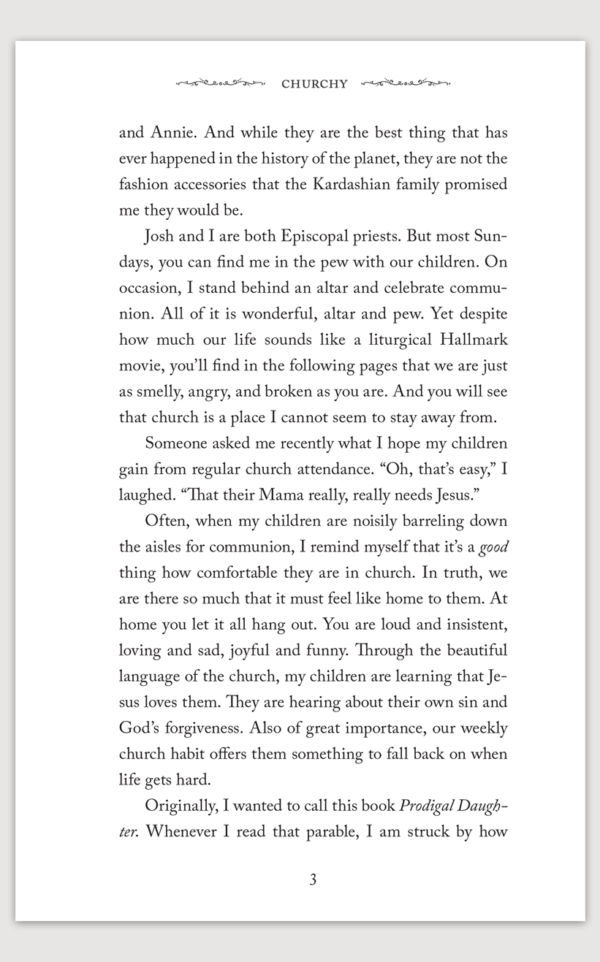 CHURCHY
and Annie. And while they are the best thing that has
ever happened in the history of the planet, they are not the
fashion accessories that the Kardashian family promised
me they would be.
Josh and I are both Episcopal priests. But most Sun-
days, you can find me in the pew with our children. On
occasion, I stand behind an altar and celebrate commu-
nion. All of it is wonderful, altar and pew. Yet despite
how much our life sounds like a liturgical Hallmark
movie, you’ll find in the following pages that we are just
as smelly, angry, and broken as you are. And you will see
that church is a place I cannot seem to stay away from.
Someone asked me recently what I hope my children
gain from regular church attendance. “Oh, that’s easy,” I
laughed. “That their Mama really, really needs Jesus.”
Often, when my children are noisily barreling down
the aisles for communion, I remind myself that it’s a good
thing how comfortable they are in church. In truth, we
are there so much that it must feel like home to them. At
home you let it all hang out. You are loud and insistent,
loving and sad, joyful and funny. Through the beautiful
language of the church, my children are learning that Je-
sus loves them. They are hearing about their own sin and
God’s forgiveness. Also of great importance, our weekly
church habit offers them something to fall back on when
life gets hard.
Originally, I wanted to call this book Prodigal Daugh-
ter. Whenever I read that parable, I am struck by how
3